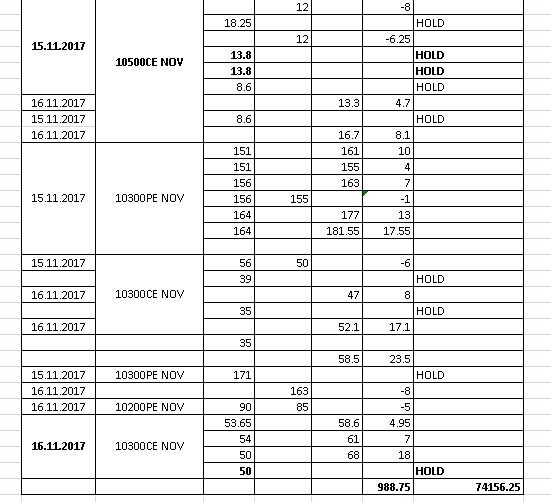 12 -8
18.25 HOLD
12 -6.25
15.11.2017 10500CE NOV 13.8 HOLD
13.8 HOLD
8.6 HOLD
16.11.2017 13.3 4.7
15.11.2017 8.6 HOLD
16.11.2017 16.7 8.1
151 161 10
151 155 4
156 163 7
15.11.2017 10300PE NOV 156 155 -1
164 177 13
164 181.55 17.55
15.11.2017 56 50 -6
39 HOLD
16.11.2017 10300CE NOV 47 8
35 HOLD
16.11.2017 52.1 17.1
35
58.5 23.5
15.11.2017 10300PE NOV 171 HOLD
16.11.2017 163 -8
16.11.2017 10200PE NOV 90 85 -5
53.65 58.6 4.95
16.11.2017 10300CE NOV 54 61 7
50 68 18
50 HOLD
988.75 74156.25